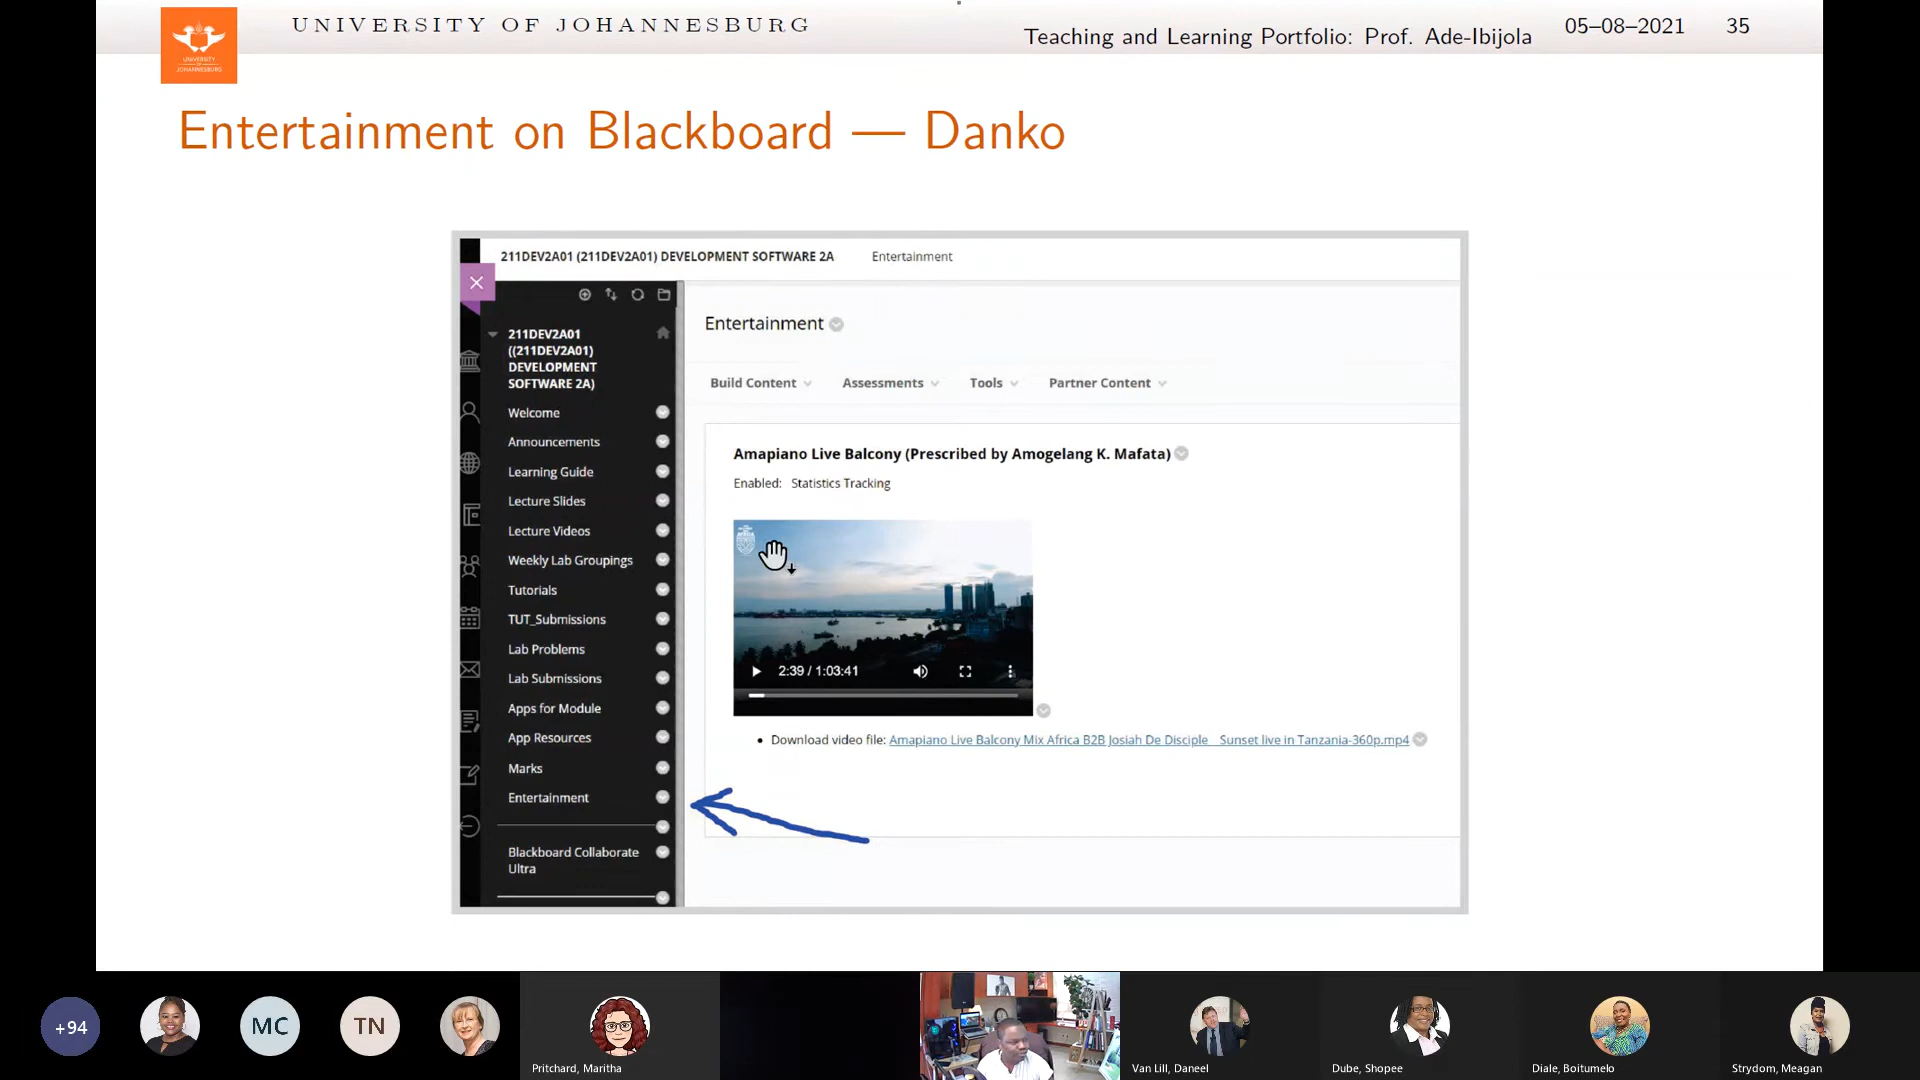 UNIVERSITY OF JOHANNESBURG
Teaching and Learning Portfolio: Prof. Ade-Ibijola
05–08–2021
35
UNIVERSITY
OF
JOHANNESBURG
Entertainment on Blackboard — Danko
211DEV2A01 (211DEV2A01) DEVELOPMENT SOFTWARE 2A
Entertainment
211DEV2A01
((211DEV2A01)
DEVELOPMENT
SOFTWARE 2A)
Welcome
Announcements
Learning Guide
Lecture Slides
Lecture Videos
Weekly Lab Groupings
Tutorials
TUT_Submissions
Lab Problems
Lab Submissions
Apps for Module
App Resources
Marks
Entertainment
Blackboard Collaborate
Ultra
Entertainment
Build Content
Assessments
Tools
Partner Content
Amapiano Live Balcony (Prescribed by Amogelang K. Mafata)
Enabled: Statistics Tracking
2:39 / 1:03:41
Download video file: Amapiano Live Balcony Mix Africa B2B Josiah De Disciple _ Sunset live in Tanzania-360p.mp4
+94
MC
TN
Pritchard, Maritha
Van Lill, Daneel
Dube, Shopee
Diale, Boitumelo
Strydom, Meagan